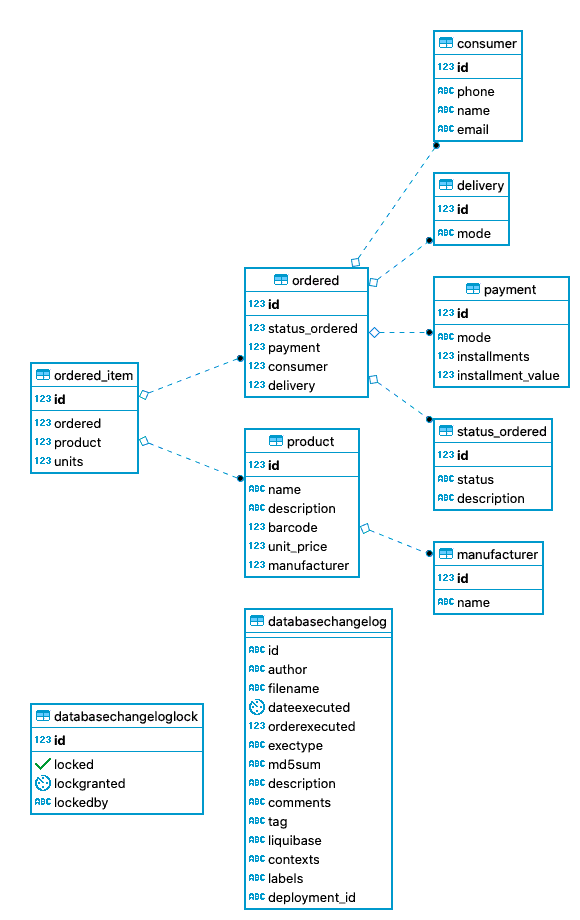 consumer
123 id
ABC phone
ABC name
ABC email
delivery
123 id
ABC mode
ordered
123 id
123 status_ordered
123 payment
123 consumer
123 delivery
payment
123 id
ABC mode
123 installments
123 installment_value
ordered_item
123 id
123 ordered
123 product
123 units
product
123 id
ABC name
ABC description
123 barcode
123 unit_price
123 manufacturer
status_ordered
123 id
ABC status
ABC description
manufacturer
123 id
ABC name
databasechangelog
ABC id
ABC author
ABC filename
dateexecuted
123 orderexecuted
ABC exectype
ABC md5sum
ABC description
ABC comments
ABC tag
ABC liquibase
ABC contexts
ABC labels
ABC deployment_id
databasechangeloglock
123 id
locked
lockgranted
ABC lockedby